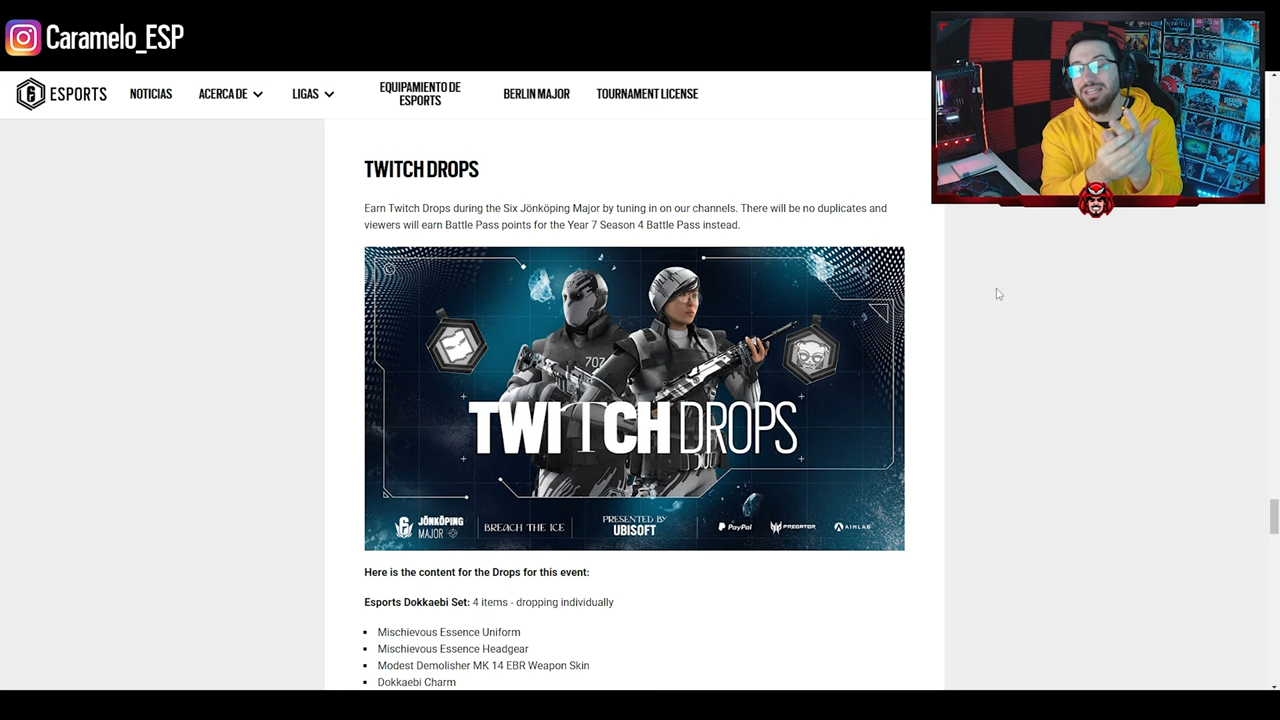 Caramelo_ESP
ESPORTS
NOTICIAS
ACERCA DE
LIGAS
EQUIPAMIENTO DE
ESPORTS
BERLIN MAJOR
TOURNAMENT LICENSE
TWITCH DROPS
Earn Twitch Drops during the Six Jönköping Major by tuning in on our channels. There will be no duplicates and
viewers will earn Battle Pass points for the Year 7 Season 4 Battle Pass instead.
707
TWITCH DROPS
JÖNKÖPING
MAJOR
BREACH THE ICE
PRESENTED BY
UBISOFT
PayPal
PREDATOR
AIMLAB
Here is the content for the Drops for this event:
Esports Dokkaebi Set: 4 items - dropping individually
Mischievous Essence Uniform
Mischievous Essence Headgear
Modest Demolisher MK 14 EBR Weapon Skin
Dokkaebi Charm